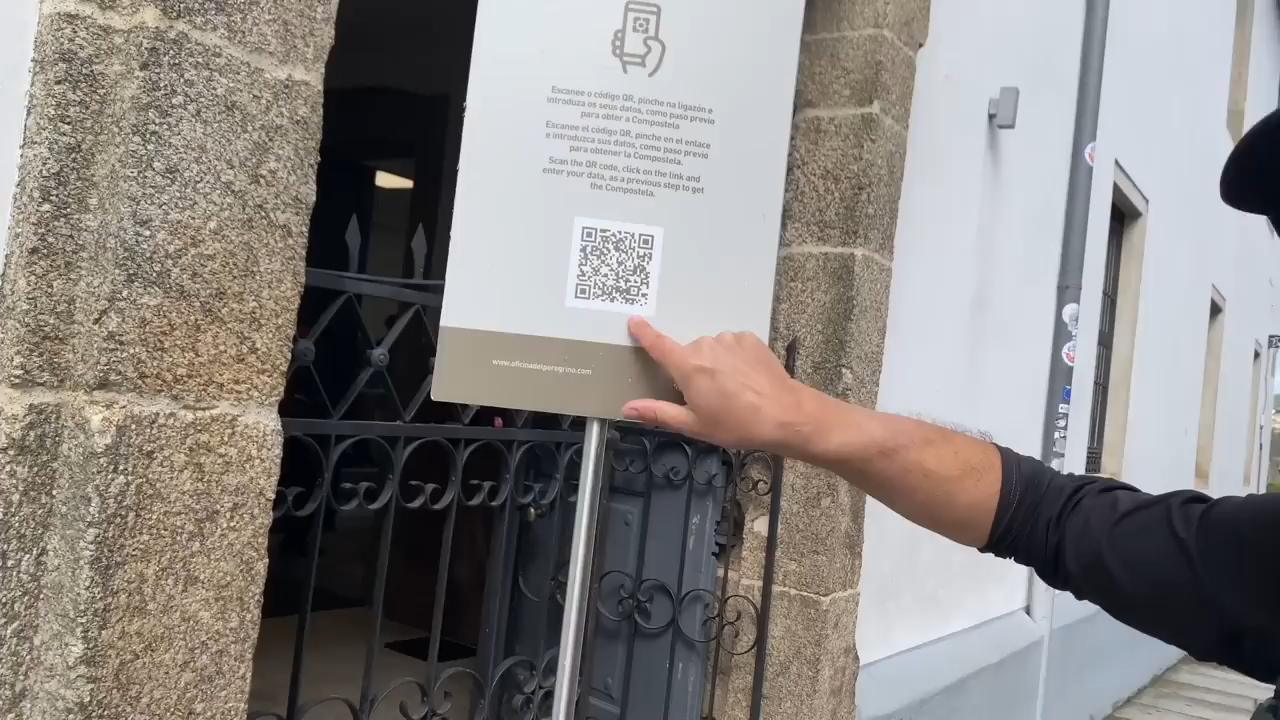 Escanee o código QR, pinche na ligazón e
introduza os seus datos, como paso previo
para obter a Compostela
Escanee el código QR, pinche en el enlace
e introduzca sus datos, como paso previo
para obtener la Compostela.
Scan the QR code, click on the link and
enter your data, as a previous step to get
the Compostela.
www.oficinadelperegrino.com